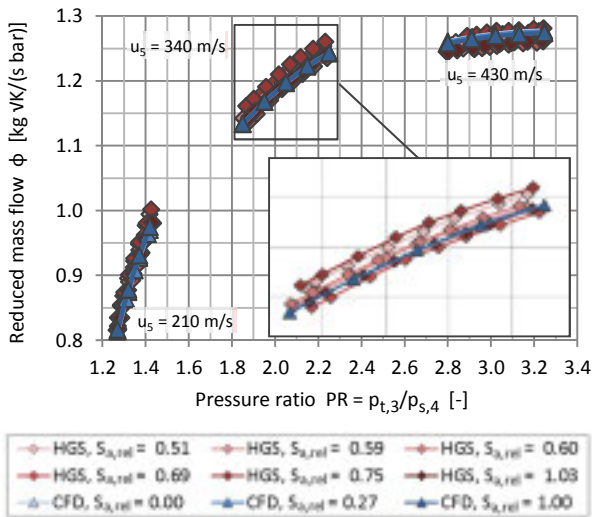 1.4
1.3
1.2
1.1
1.0
0.9
0.8
Reduced mass flow ϕ [kg √K/(s bar)]
u₅ = 340 m/s
u₅ = 430 m/s
u₅ = 210 m/s
1.2 1.4 1.6 1.8 2.0 2.2 2.4 2.6 2.8 3.0 3.2 3.4
Pressure ratio PR = pₜ,₃/pₛ,₄ [-]
HGS, Sₐ,ᵣₑₗ = 0.51 HGS, Sₐ,ᵣₑₗ = 0.59 HGS, Sₐ,ᵣₑₗ = 0.60
HGS, Sₐ,ᵣₑₗ = 0.69 HGS, Sₐ,ᵣₑₗ = 0.75 HGS, Sₐ,ᵣₑₗ = 1.03
CFD, Sₐ,ᵣₑₗ = 0.00 CFD, Sₐ,ᵣₑₗ = 0.27 CFD, Sₐ,ᵣₑₗ = 1.00